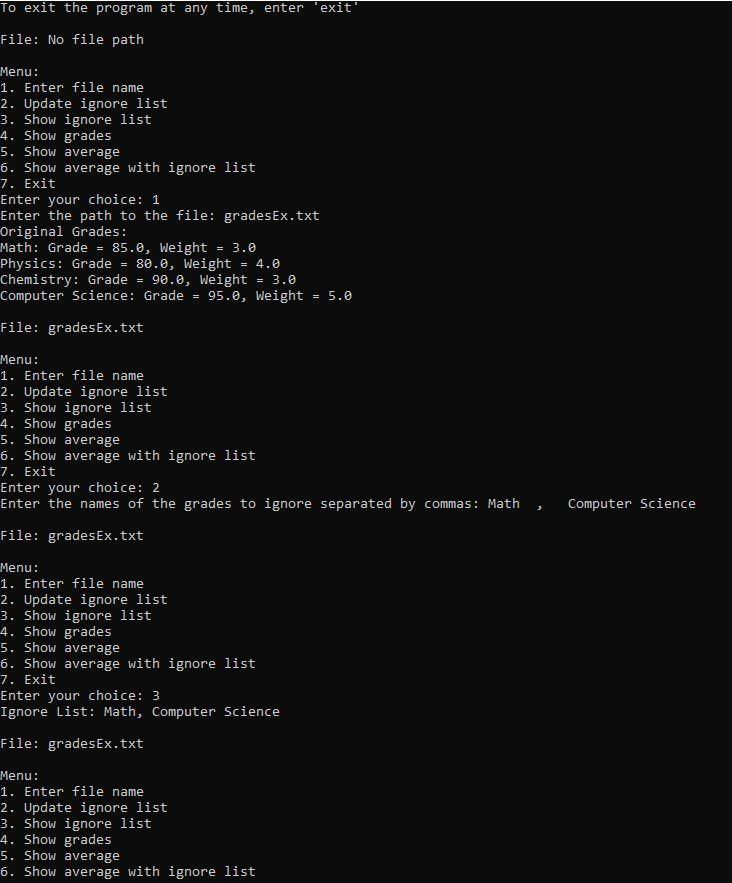 To exit the program at any time, enter 'exit'
File: No file path
Menu:
1. Enter file name
2. Update ignore list
3. Show ignore list
4. Show grades
5. Show average
6. Show average with ignore list
7. Exit
Enter your choice: 1
Enter the path to the file: gradesEx.txt
Original Grades:
Math: Grade = 85.0, Weight = 3.0
Physics: Grade = 80.0, Weight = 4.0
Chemistry: Grade = 90.0, Weight = 3.0
Computer Science: Grade = 95.0, Weight = 5.0
File: gradesEx.txt
Menu:
1. Enter file name
2. Update ignore list
3. Show ignore list
4. Show grades
5. Show average
6. Show average with ignore list
7. Exit
Enter your choice: 2
Enter the names of the grades to ignore separated by commas: Math  ,   Computer Science
File: gradesEx.txt
Menu:
1. Enter file name
2. Update ignore list
3. Show ignore list
4. Show grades
5. Show average
6. Show average with ignore list
7. Exit
Enter your choice: 3
Ignore List: Math, Computer Science
File: gradesEx.txt
Menu:
1. Enter file name
2. Update ignore list
3. Show ignore list
4. Show grades
5. Show average
6. Show average with ignore list